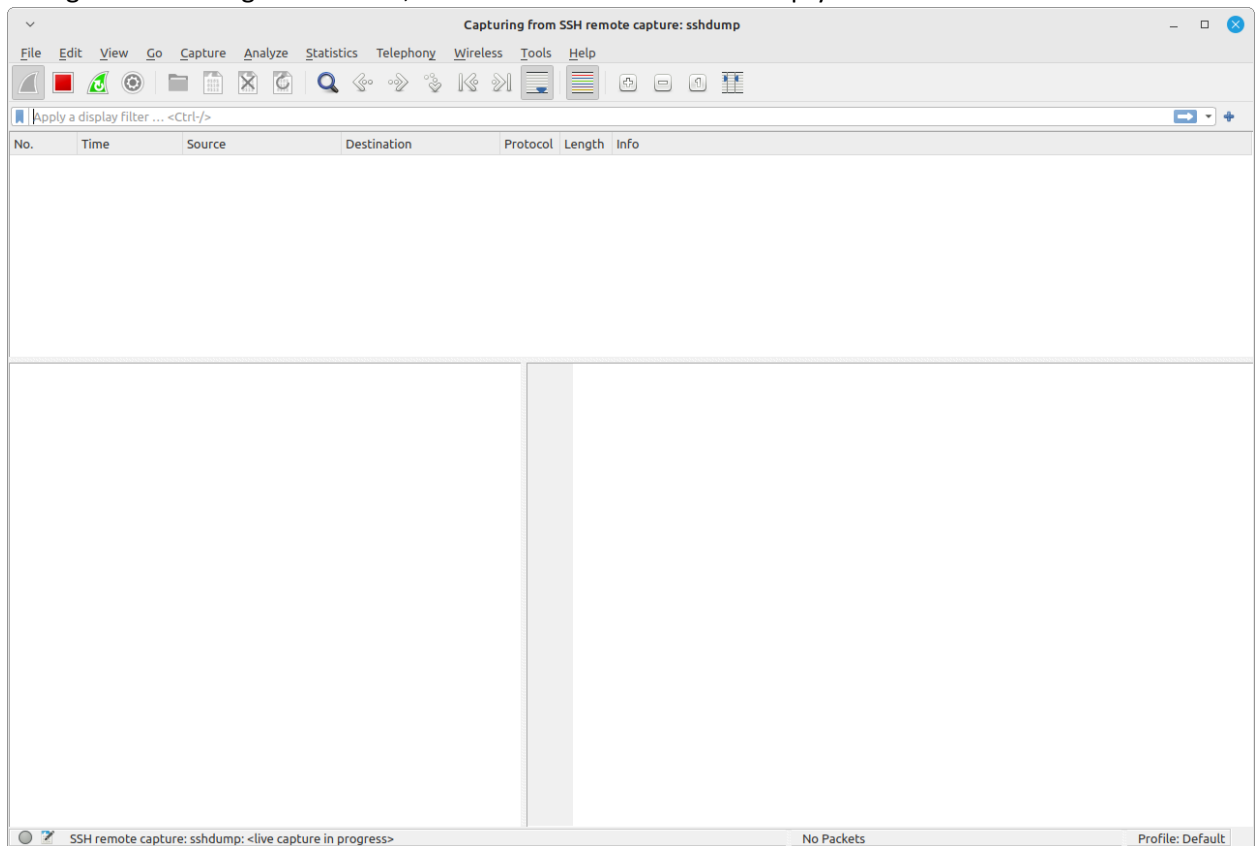 Capturing from SSH remote capture: sshdump
File Edit View Go Capture Analyze Statistics Telephony Wireless Tools Help
Apply a display filter … <Ctrl-/>
No. Time Source Destination Protocol Length Info
SSH remote capture: sshdump: <live capture in progress> No Packets Profile: Default